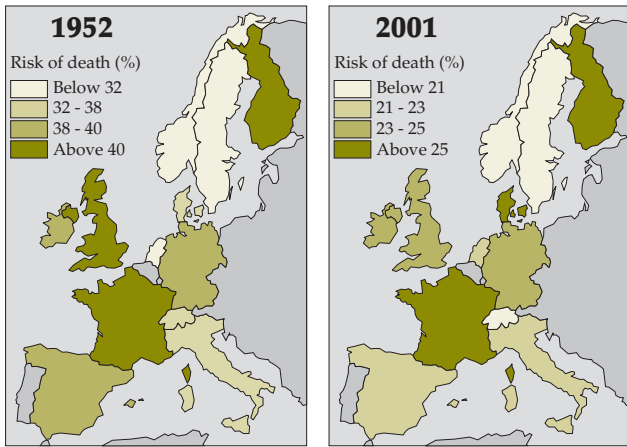 1952
Risk of death (%)
Below 32
32 - 38
38 - 40
Above 40
2001
Risk of death (%)
Below 21
21 - 23
23 - 25
Above 25